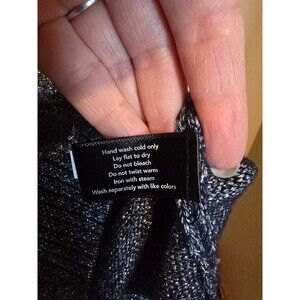 Hand wash cold only
Lay flat to dry
Do not bleach
Do not twist warm
Iron with steam
Wash separately with like colors